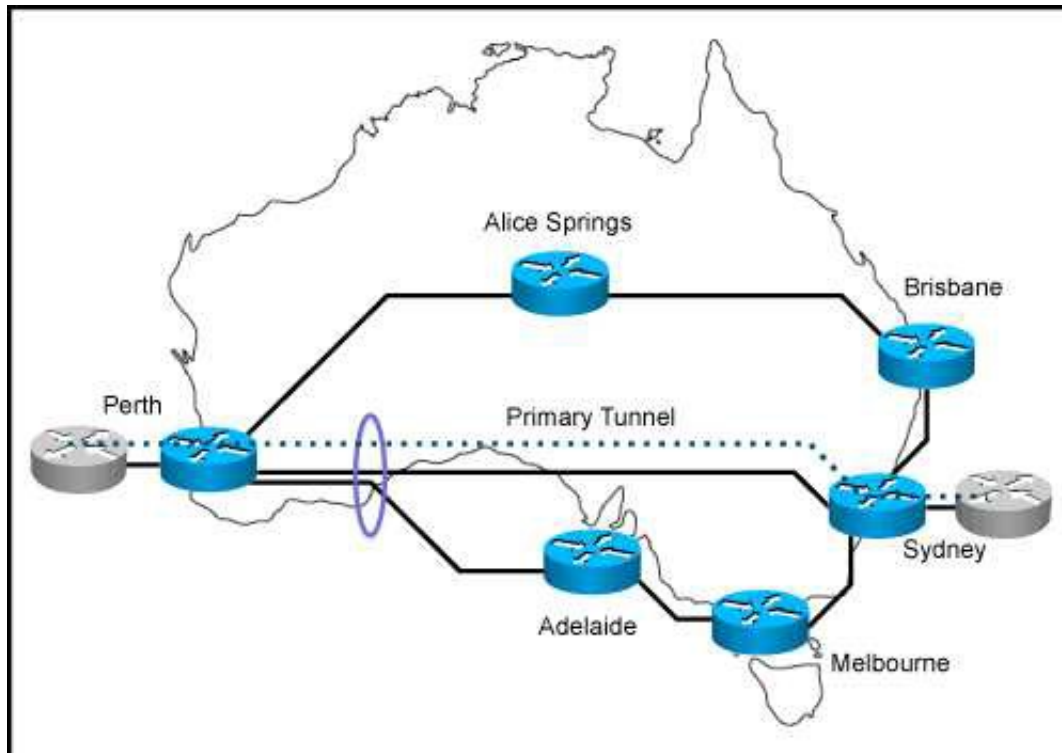 Alice Springs
Brisbane
Perth
Primary Tunnel
Sydney
Adelaide
Melbourne